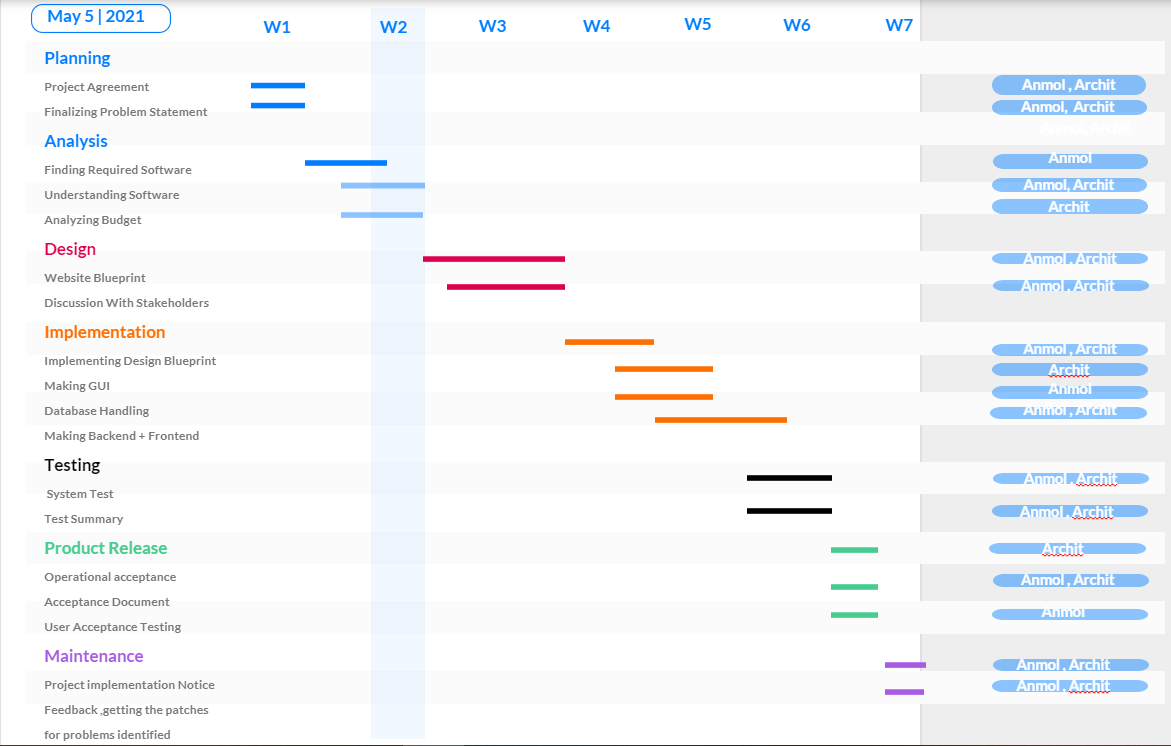 May 5 | 2021
W1 W2 W3 W4 W5 W6 W7
Planning
Project Agreement
Anmol , Archit
Finalizing Problem Statement
Anmol, Archit
Anmol, Archit
Analysis
Finding Required Software
Anmol
Understanding Software
Anmol, Archit
Analyzing Budget
Archit
Design
Anmol , Archit
Website Blueprint
Anmol , Archit
Discussion With Stakeholders
Implementation
Anmol , Archit
Implementing Design Blueprint
Archit
Making GUI
Anmol
Database Handling
Anmol , Archit
Making Backend + Frontend
Testing
Anmol , Archit
System Test
Anmol , Archit
Test Summary
Product Release
Archit
Operational acceptance
Anmol , Archit
Acceptance Document
Anmol
User Acceptance Testing
Maintenance
Anmol , Archit
Project implementation Notice
Anmol , Archit
Feedback ,getting the patches
for problems identified